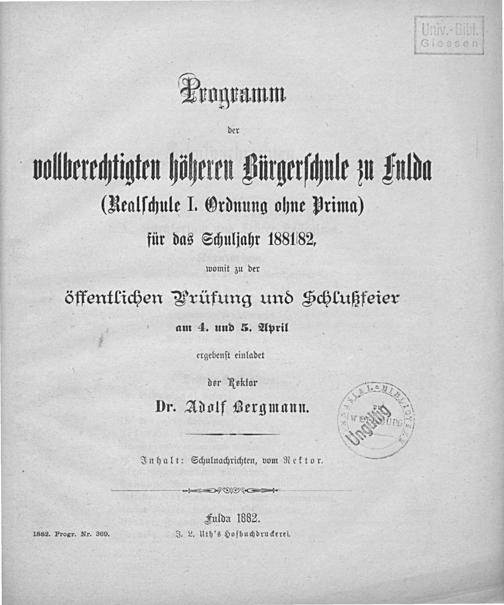 Univ.-Bibl.
Giessen
Programm
der
vollberechtigten höheren Bürgerschule zu Fulda
(Realschule I. Ordnung ohne Prima)
für das Schuljahr 1881/82,
womit zu der
öffentlichen Prüfung und Schlußfeier
am 4. und 5. April
ergebenst einladet
der Rektor
Dr. Adolf Bergmann.
Ungültig
Inhalt: Schulnachrichten, vom Rektor.
Fulda 1882.
1882. Progr. Nr. 369.
J. L. Uth's Hofbuchdruckerei.